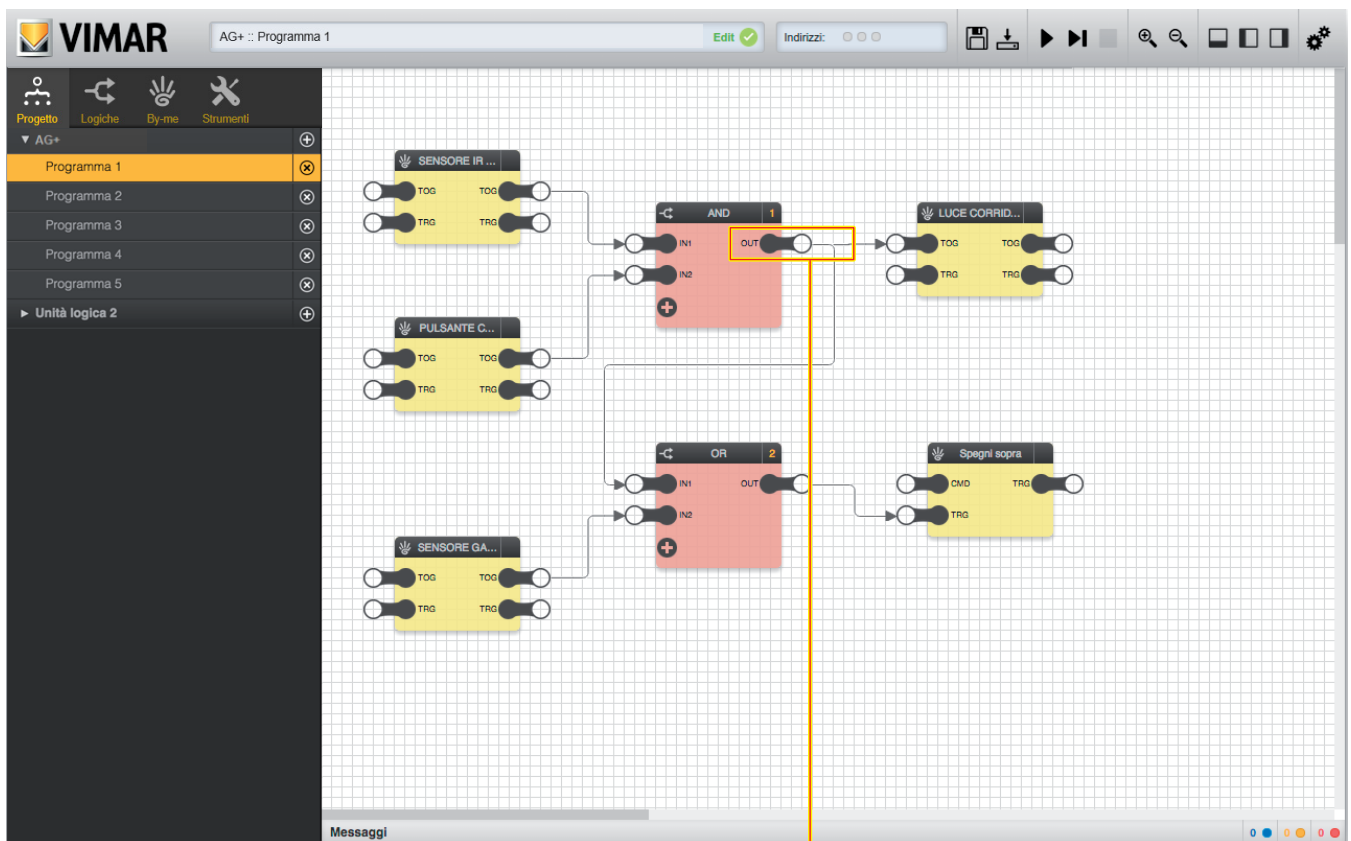 VIMAR
AG+ :: Programma 1
Edit
Indirizzi:
Progetto
Logiche
By-me
Strumenti
AG+
Programma 1
Programma 2
Programma 3
Programma 4
Programma 5
Unità logica 2
SENSORE IR ...
TOG TOG
TRG TRG
AND 1
IN1 OUT
IN2
LUCE CORRID...
TOG TOG
TRG TRG
PULSANTE C...
TOG TOG
TRG TRG
OR 2
IN1 OUT
IN2
Spegni sopra
CMD TRG
TRG
SENSORE GA...
TOG TOG
TRG TRG
Messaggi
0 0 0